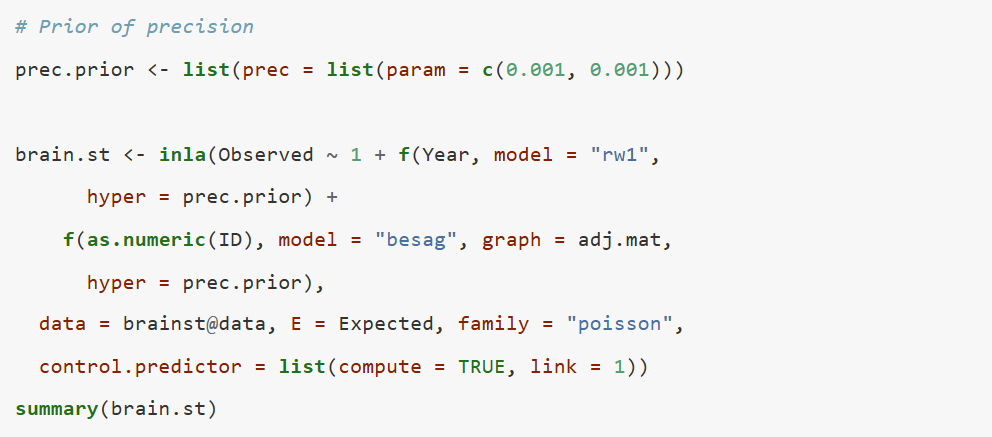 # Prior of precision
prec.prior <- list(prec = list(param = c(0.001, 0.001)))
brain.st <- inla(Observed ~ 1 + f(Year, model = "rw1",
      hyper = prec.prior) +
    f(as.numeric(ID), model = "besag", graph = adj.mat,
      hyper = prec.prior),
  data = brainst@data, E = Expected, family = "poisson",
  control.predictor = list(compute = TRUE, link = 1))
summary(brain.st)